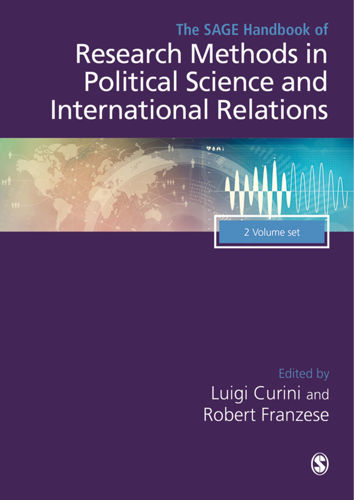 The SAGE Handbook of
Research Methods in
Political Science and
International Relations
2 Volume set
Edited by
Luigi Curini and
Robert Franzese
S